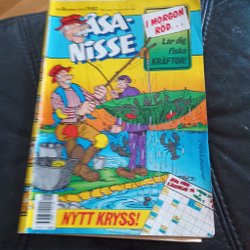 ÅSA-
NISSE
I MORGON
RÖD...
Lär dig
fiska
KRÄFTOR!
NYTT KRYSS!